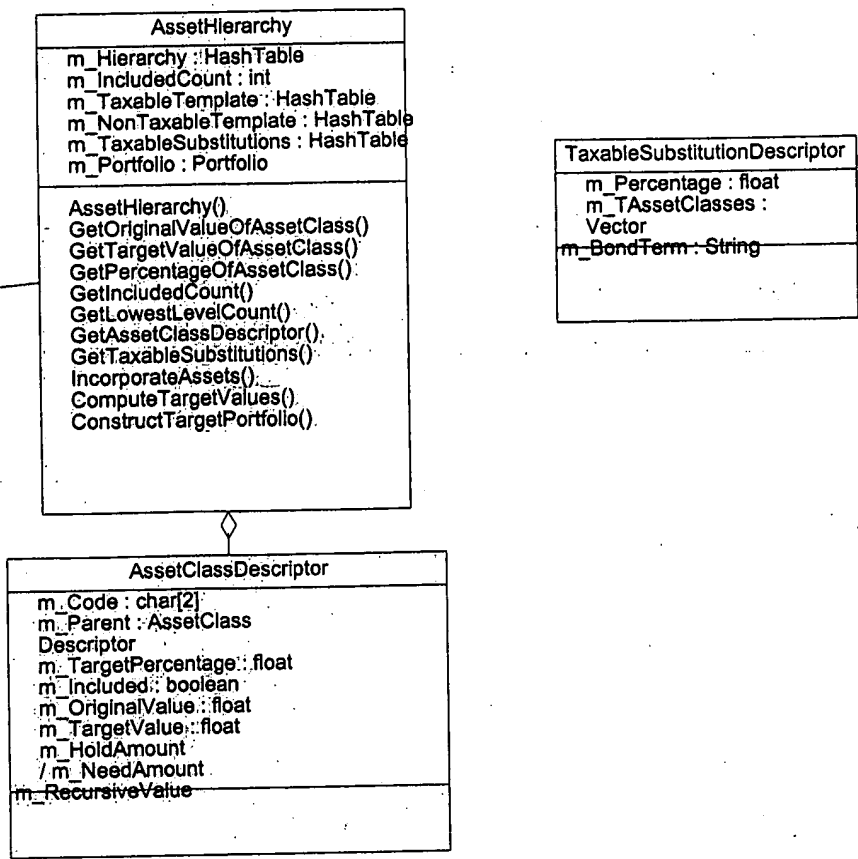 AssetHierarchy
m_Hierarchy : HashTable
m_IncludedCount : int
m_TaxableTemplate : HashTable
m_NonTaxableTemplate : HashTable
m_TaxableSubstitutions : HashTable
m_Portfolio : Portfolio
AssetHierarchy()
GetOriginalValueOfAssetClass()
GetTargetValueOfAssetClass()
GetPercentageOfAssetClass()
GetIncludedCount()
GetLowestLevelCount()
GetAssetClassDescriptor()
GetTaxableSubstitutions()
IncorporateAssets()
ComputeTargetValues()
ConstructTargetPortfolio()
TaxableSubstitutionDescriptor
m_Percentage : float
m_TAssetClasses :
Vector
m_BondTerm : String
AssetClassDescriptor
m_Code : char[2]
m_Parent : AssetClass
Descriptor
m_TargetPercentage : float
m_Included : boolean
m_OriginalValue : float
m_TargetValue : float
m_HoldAmount
/ m_NeedAmount
m_RecursiveValue